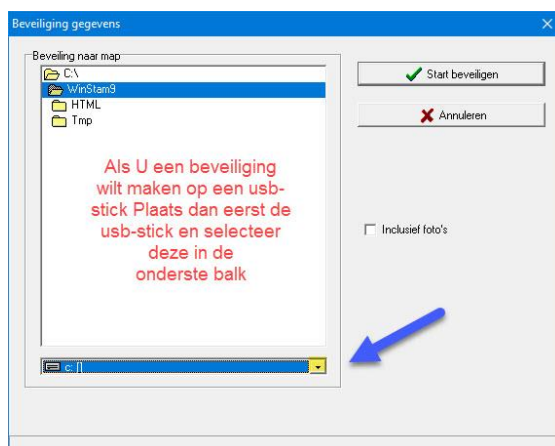 Beveiliging gegevens
Beveiling naar map
C:\
WinStam9
HTML
Tmp
Als U een beveiliging
wilt maken op een usb-
stick Plaats dan eerst de
usb-stick en selecteer
deze in de
onderste balk
c: []
Start beveiligen
Annuleren
Inclusief foto's